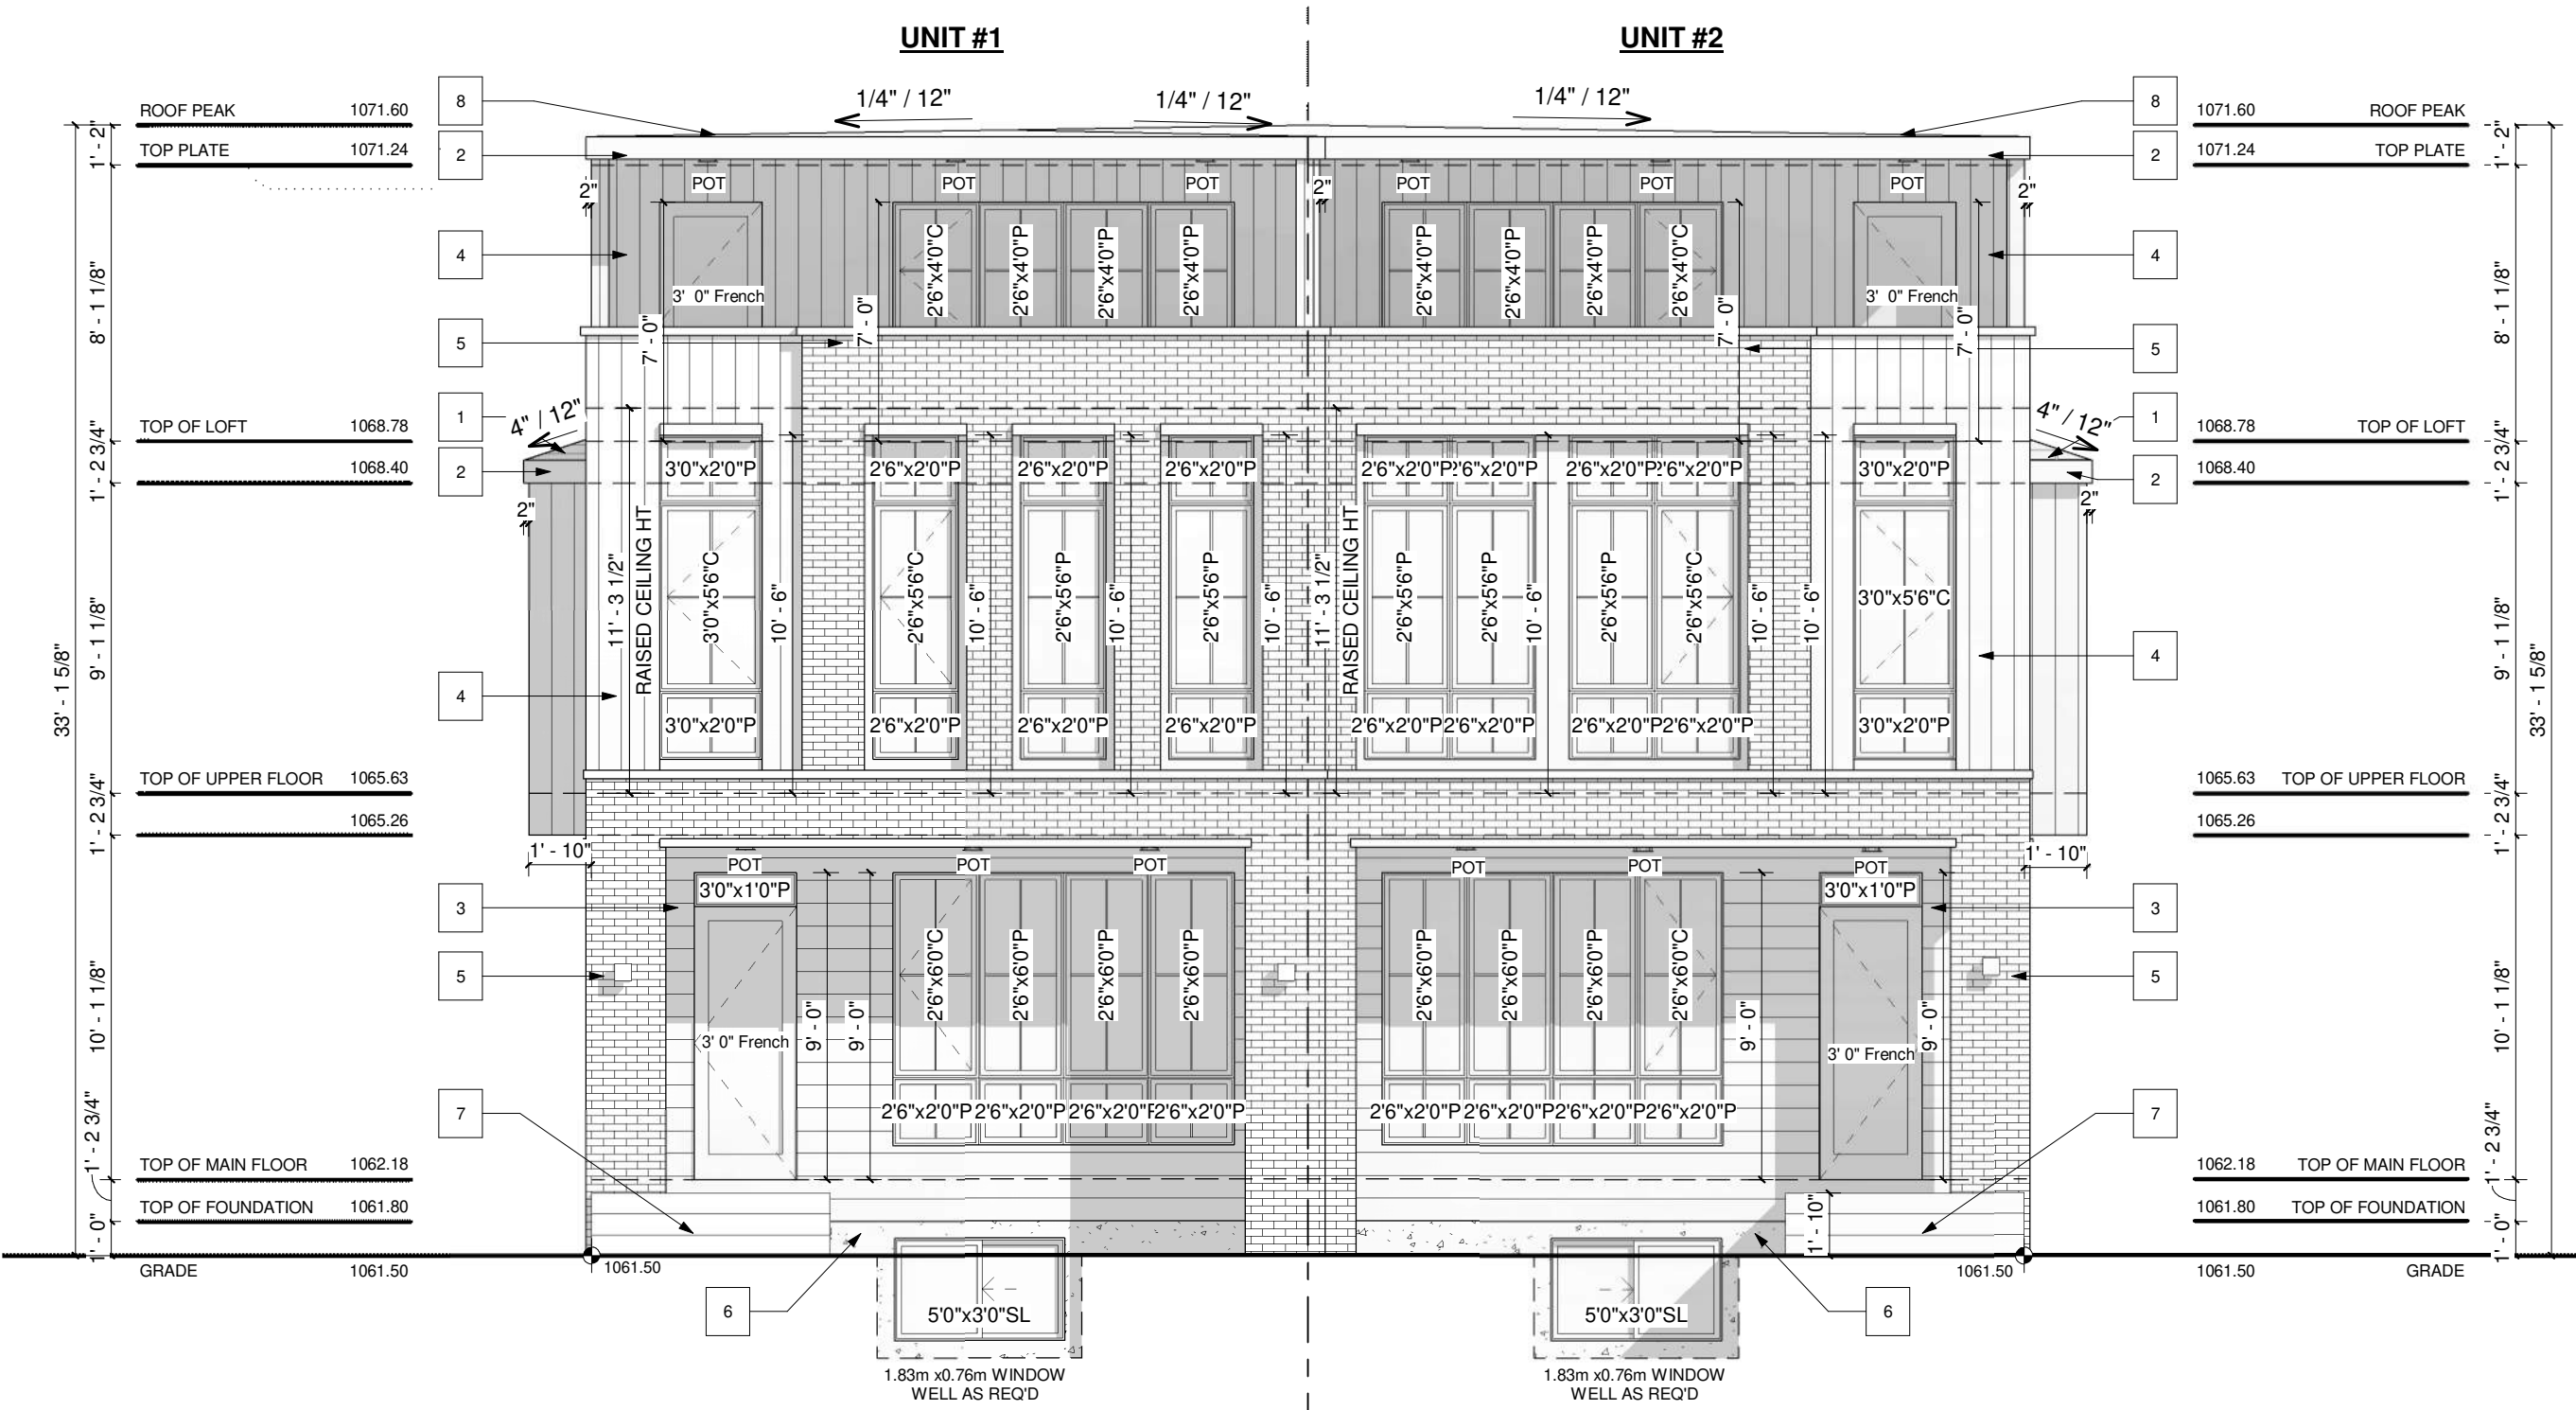 UNIT #1
UNIT #2
1/4" / 12"
1/4" / 12"
1/4" / 12"
ROOF PEAK 1071.60
8
8
1071.60 ROOF PEAK
1' - 2"
TOP PLATE 1071.24
2
2
1071.24 TOP PLATE
1' - 2"
2"
POT
POT
POT
2"
POT
POT
POT
2"
8' - 1 1/8"
4
3' 0" French
7' - 0"
7' - 0"
2'6"x4'0"C
2'6"x4'0"P
2'6"x4'0"P
2'6"x4'0"P
2'6"x4'0"P
2'6"x4'0"P
2'6"x4'0"P
2'6"x4'0"C
7' - 0"
3' 0" French
7' - 0"
4
8' - 1 1/8"
5
5
1
4" / 12"
4" / 12"
1
TOP OF LOFT 1068.78
1068.78 TOP OF LOFT
1' - 2 3/4"
1068.40
2
2
1068.40
1' - 2 3/4"
3'0"x2'0"P
2'6"x2'0"P
2'6"x2'0"P
2'6"x2'0"P
2'6"x2'0"P
2'6"x2'0"P
2'6"x2'0"P
2'6"x2'0"P
3'0"x2'0"P
2"
2"
33' - 1 5/8"
9' - 1 1/8"
11' - 3 1/2"
RAISED CEILING HT
3'0"x5'6"C
10' - 6"
2'6"x5'6"C
10' - 6"
2'6"x5'6"P
10' - 6"
2'6"x5'6"P
10' - 6"
11' - 3 1/2"
RAISED CEILING HT
2'6"x5'6"P
2'6"x5'6"P
10' - 6"
2'6"x5'6"P
2'6"x5'6"C
10' - 6"
10' - 6"
3'0"x5'6"C
9' - 1 1/8"
33' - 1 5/8"
4
4
3'0"x2'0"P
2'6"x2'0"P
2'6"x2'0"P
2'6"x2'0"P
2'6"x2'0"P
2'6"x2'0"P
2'6"x2'0"P
2'6"x2'0"P
3'0"x2'0"P
TOP OF UPPER FLOOR 1065.63
1065.63 TOP OF UPPER FLOOR
1' - 2 3/4"
1065.26
1065.26
1' - 2 3/4"
1' - 10"
POT
POT
POT
POT
POT
POT
1' - 10"
3'0"x1'0"P
3'0"x1'0"P
3
3
10' - 1 1/8"
5
3' 0" French
9' - 0"
9' - 0"
2'6"x6'0"C
2'6"x6'0"P
2'6"x6'0"P
2'6"x6'0"P
2'6"x6'0"P
2'6"x6'0"P
2'6"x6'0"P
2'6"x6'0"C
9' - 0"
3' 0" French
9' - 0"
5
10' - 1 1/8"
7
2'6"x2'0"P
2'6"x2'0"P
2'6"x2'0"P
2'6"x2'0"P
2'6"x2'0"P
2'6"x2'0"P
2'6"x2'0"P
2'6"x2'0"P
7
1' - 2 3/4"
1' - 2 3/4"
TOP OF MAIN FLOOR 1062.18
1062.18 TOP OF MAIN FLOOR
TOP OF FOUNDATION 1061.80
1061.80 TOP OF FOUNDATION
1' - 0"
1' - 10"
1' - 0"
GRADE 1061.50
1061.50
1061.50
1061.50 GRADE
6
5'0"x3'0"SL
5'0"x3'0"SL
6
1.83m x0.76m WINDOW
WELL AS REQ'D
1.83m x0.76m WINDOW
WELL AS REQ'D